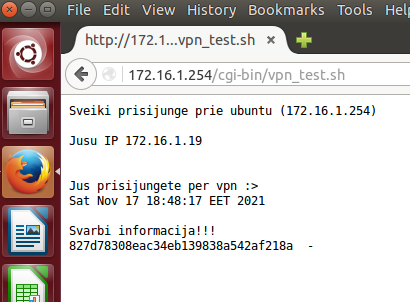 File Edit View History Bookmarks Tools
http://172.1...vpn_test.sh
172.16.1.254/cgi-bin/vpn_test.sh
Sveiki prisijunge prie ubuntu (172.16.1.254)
Jusu IP 172.16.1.19
Jus prisijungete per vpn :>
Sat Nov 17 18:48:17 EET 2021
Svarbi informacija!!!
827d78308eac34eb139838a542af218a -